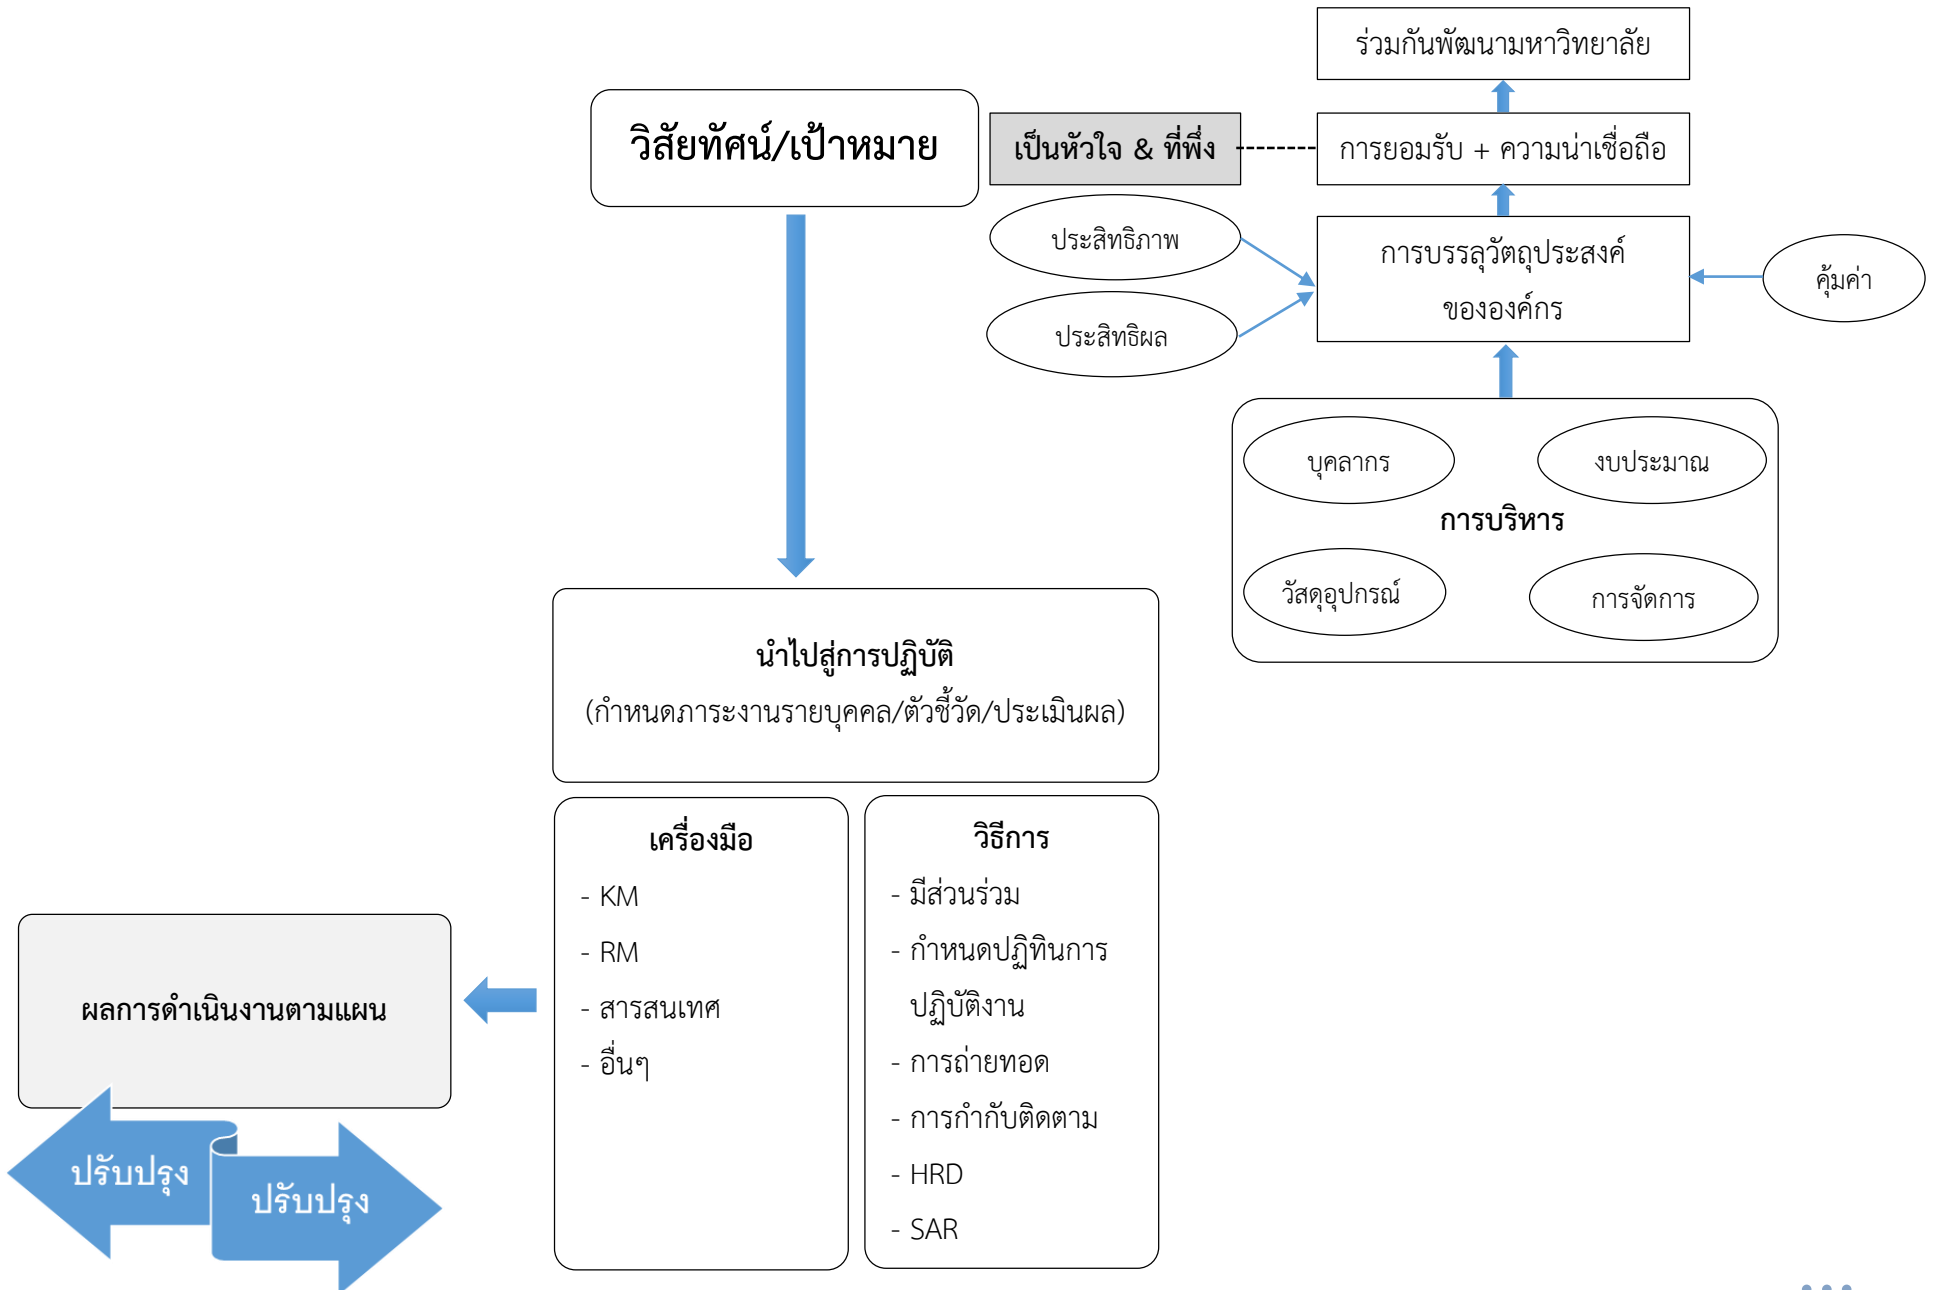 ร่วมกันพัฒนามหาวิทยาลัย
วิสัยทัศน์/เป้าหมาย
เป็นหัวใจ & ที่พึ่ง
การยอมรับ + ความน่าเชื่อถือ
ประสิทธิภาพ
การบรรลุวัตถุประสงค์
ขององค์กร
คุ้มค่า
ประสิทธิผล
บุคลากร
งบประมาณ
การบริหาร
วัสดุอุปกรณ์
การจัดการ
นำไปสู่การปฏิบัติ
(กำหนดภาระงานรายบุคคล/ตัวชี้วัด/ประเมินผล)
เครื่องมือ
- KM
- RM
- สารสนเทศ
- อื่นๆ
วิธีการ
- มีส่วนร่วม
- กำหนดปฏิทินการ
ปฏิบัติงาน
- การถ่ายทอด
- การกำกับติดตาม
- HRD
- SAR
ผลการดำเนินงานตามแผน
ปรับปรุง
ปรับปรุง